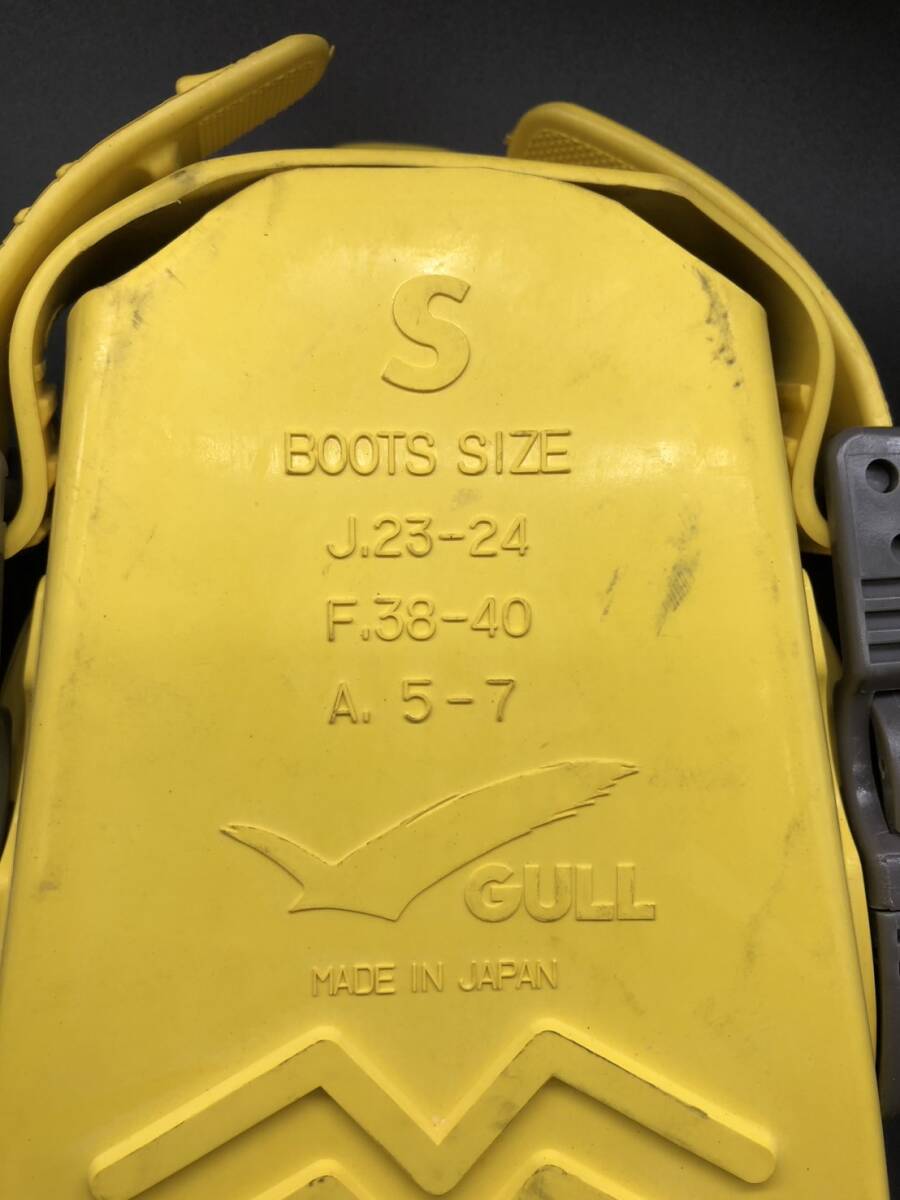 S
BOOTS SIZE
J.23-24
F.38-40
A. 5-7
GULL
MADE IN JAPAN